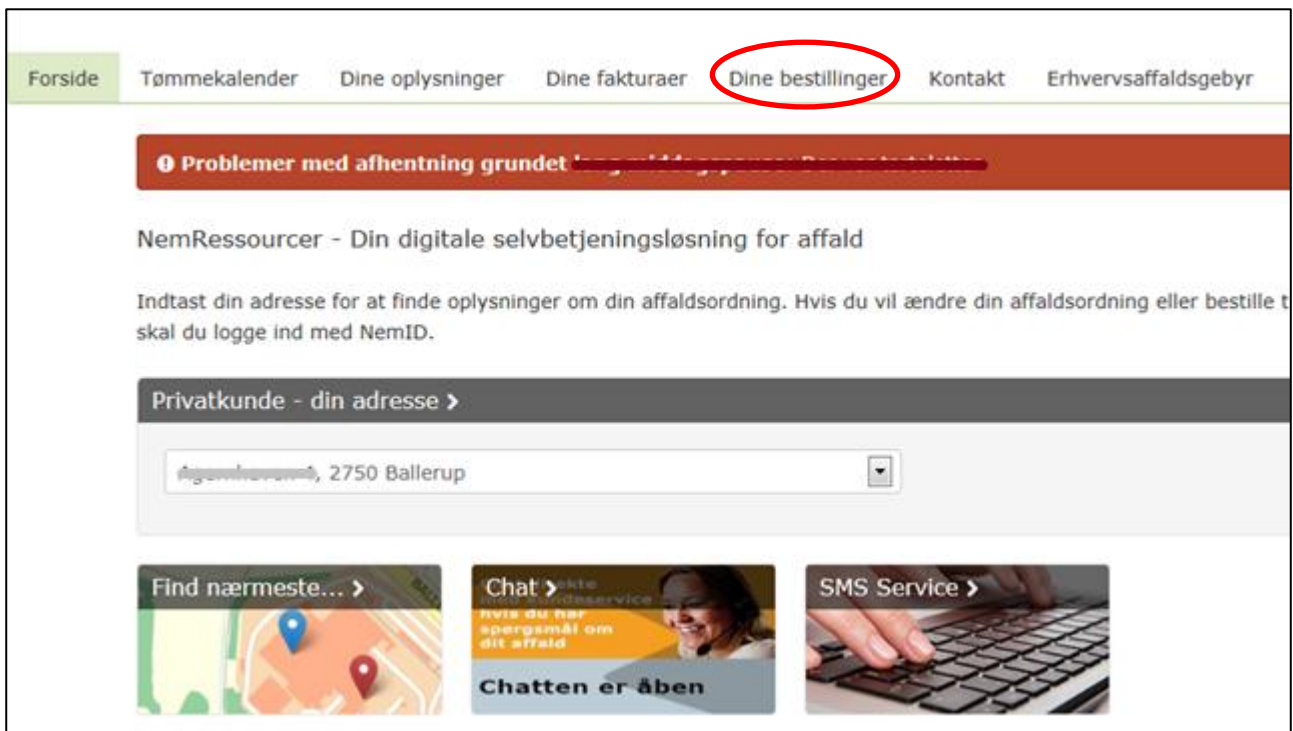 Forside Tømmekalender Dine oplysninger Dine fakturaer Dine bestillinger Kontakt Erhvervsaffaldsgebyr
Problemer med afhentning grundet
NemRessourcer - Din digitale selvbetjeningsløsning for affald
Indtast din adresse for at finde oplysninger om din affaldsordning. Hvis du vil ændre din affaldsordning eller bestille t
skal du logge ind med NemID.
Privatkunde - din adresse >
, 2750 Ballerup
Find nærmeste... >
Chat >
med kundeservice
hvis du har
spørgsmål om
dit affald
Chatten er åben
SMS Service >